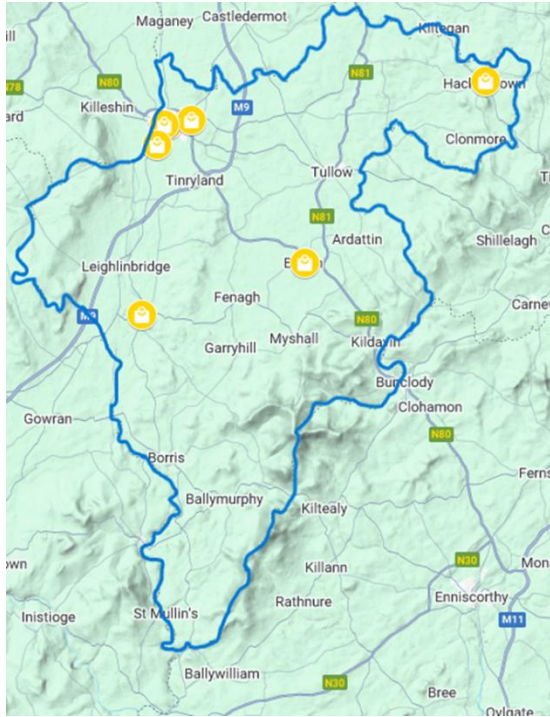 Maganey
Castledermot
Kiltegan
ill
N81
N80
N78
Killeshin
M9
ard
Clonmore
Tullow
Tinryland
N81
Ardattin
Shillelagh
Leighlinbridge
Fenagh
Carnew
N80
Myshall
Kildavin
Garryhill
Bunclody
Clohamon
Gowran
N80
Borris
Ferns
Ballymurphy
Kiltealy
own
N30
Killann
Mon
Enniscorthy
Rathnure
Inistioge
St Mullin's
M11
Ballywilliam
N30
Bree
Oylgate